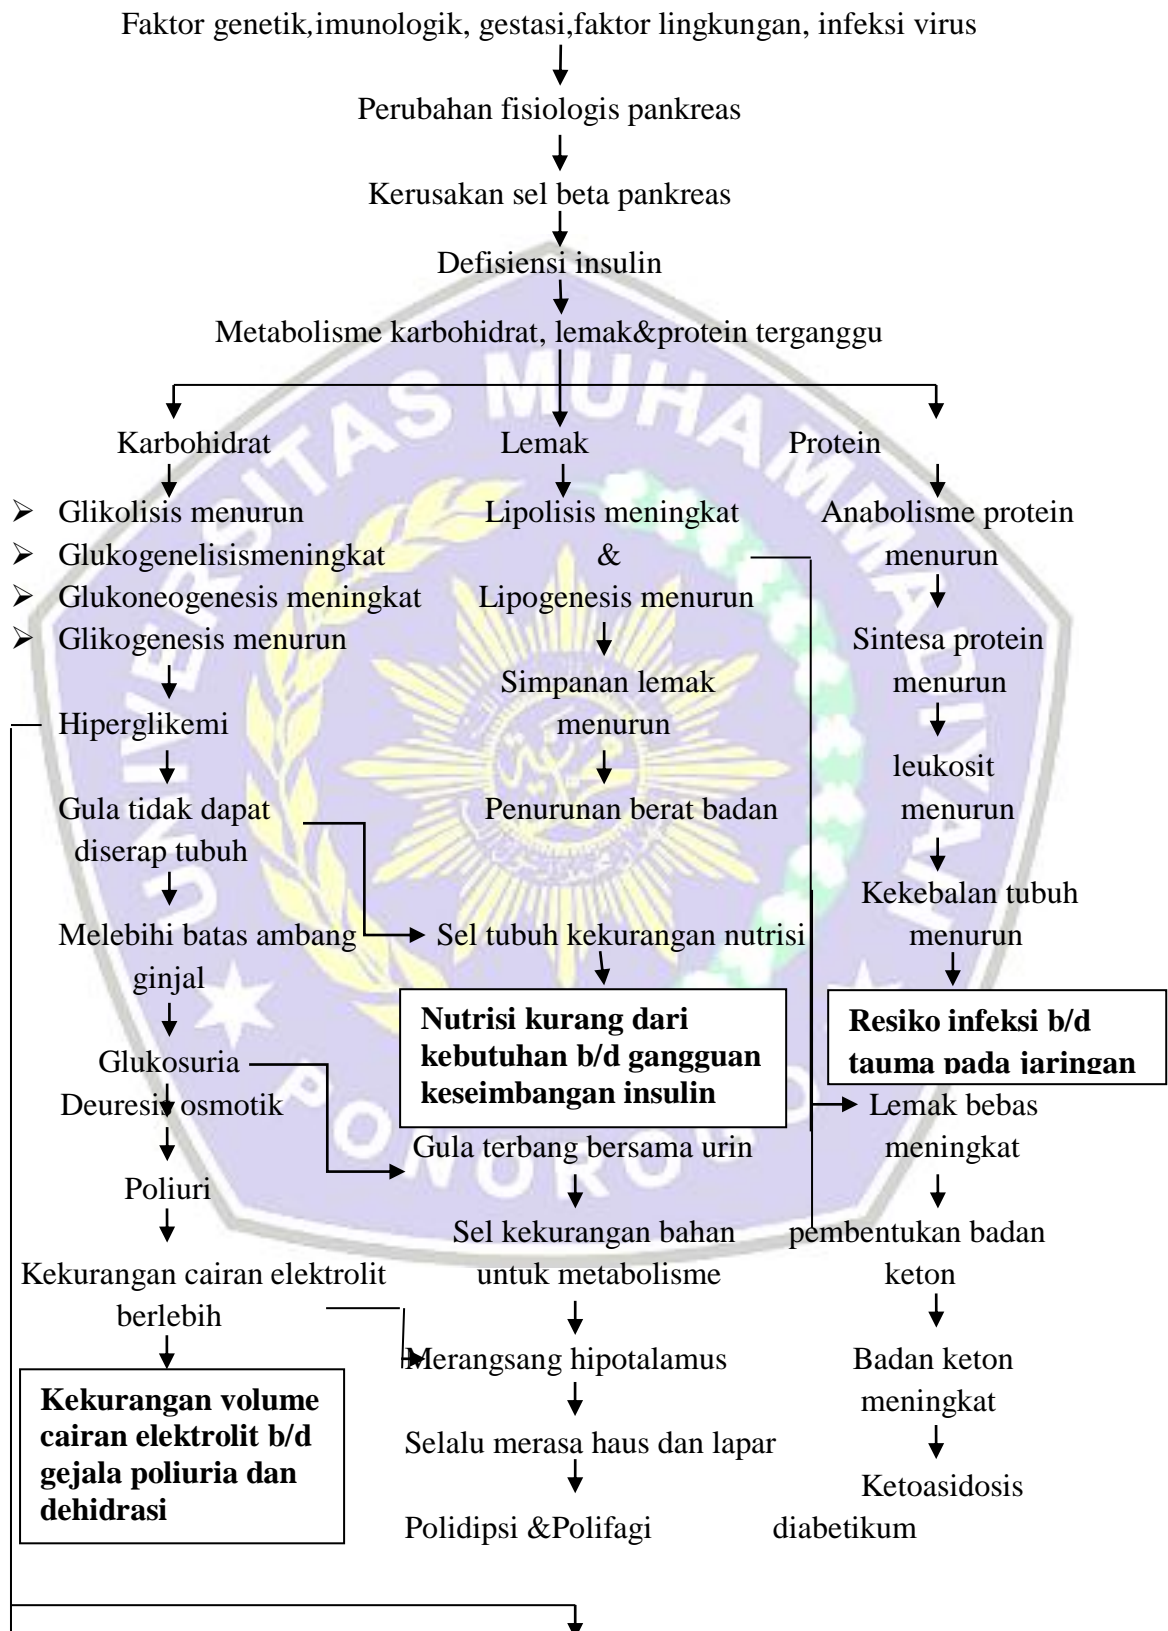 Faktor genetik,imunologik, gestasi,faktor lingkungan, infeksi virus
Perubahan fisiologis pankreas
Kerusakan sel beta pankreas
Defisiensi insulin
Metabolisme karbohidrat, lemak&protein terganggu
Karbohidrat
Glikolisis menurun
Glukogenelisismeningkat
Glukoneogenesis meningkat
Glikogenesis menurun
Hiperglikemi
Gula tidak dapat
diserap tubuh
Melebihi batas ambang
ginjal
Glukosuria
Deuresis osmotik
Poliuri
Kekurangan cairan elektrolit
berlebih
Kekurangan volume
cairan elektrolit b/d
gejala poliuria dan
dehidrasi
Lemak
Lipolisis meningkat
&
Lipogenesis menurun
Simpanan lemak
menurun
Penurunan berat badan
Sel tubuh kekurangan nutrisi
Nutrisi kurang dari
kebutuhan b/d gangguan
keseimbangan insulin
Gula terbang bersama urin
Sel kekurangan bahan
untuk metabolisme
Merangsang hipotalamus
Selalu merasa haus dan lapar
Polidipsi &Polifagi
Protein
Anabolisme protein
menurun
Sintesa protein
menurun
leukosit
menurun
Kekebalan tubuh
menurun
Resiko infeksi b/d
tauma pada jaringan
Lemak bebas
meningkat
pembentukan badan
keton
Badan keton
meningkat
Ketoasidosis
diabetikum
UNIVERSITAS MUHAMMADIYAH
PONOROGO